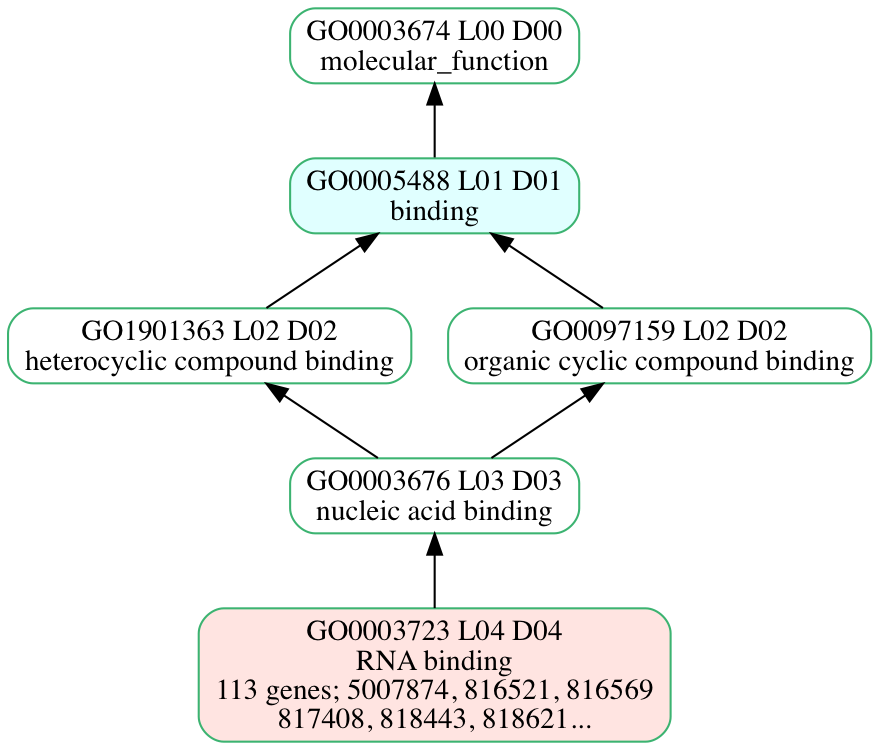 GO0003674 L00 D00
molecular_function
GO0005488 L01 D01
binding
GO1901363 L02 D02
heterocyclic compound binding
GO0097159 L02 D02
organic cyclic compound binding
GO0003676 L03 D03
nucleic acid binding
GO0003723 L04 D04
RNA binding
113 genes; 5007874, 816521, 816569
817408, 818443, 818621...